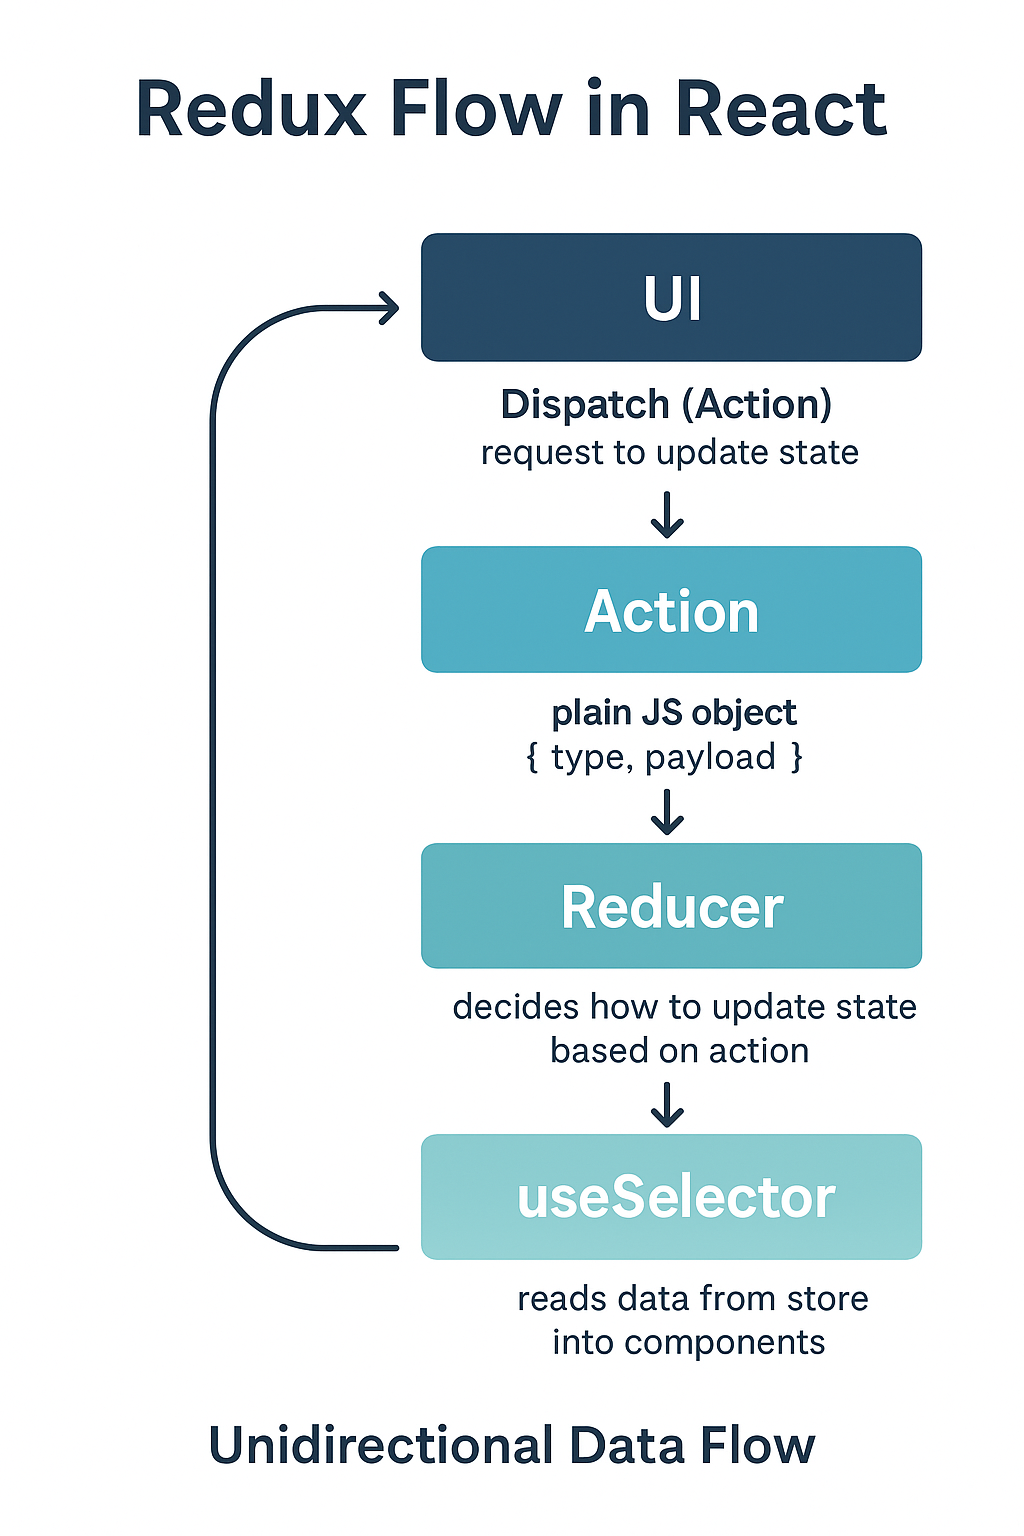 Redux Flow in React
UI
Dispatch (Action)
request to update state
Action
plain JS object
{ type, payload }
Reducer
decides how to update state
based on action
useSelector
reads data from store
into components
Unidirectional Data Flow